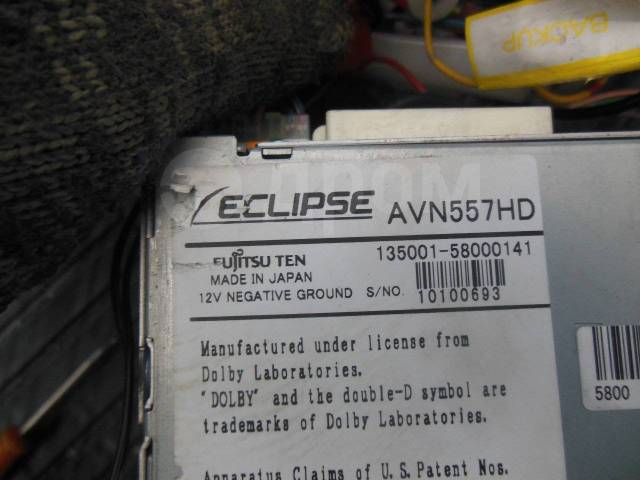 BACKUP
ECLIPSE AVN557HD
FUJITSU TEN 135001-58000141
MADE IN JAPAN
12V NEGATIVE GROUND S/NO. 10100693
Manufactured under license from
Dolby Laboratories.
"DOLBY" and the double-D symbol are
trademarks of Dolby Laboratories.
Apparatus Claims of U.S. Patent Nos.
5800